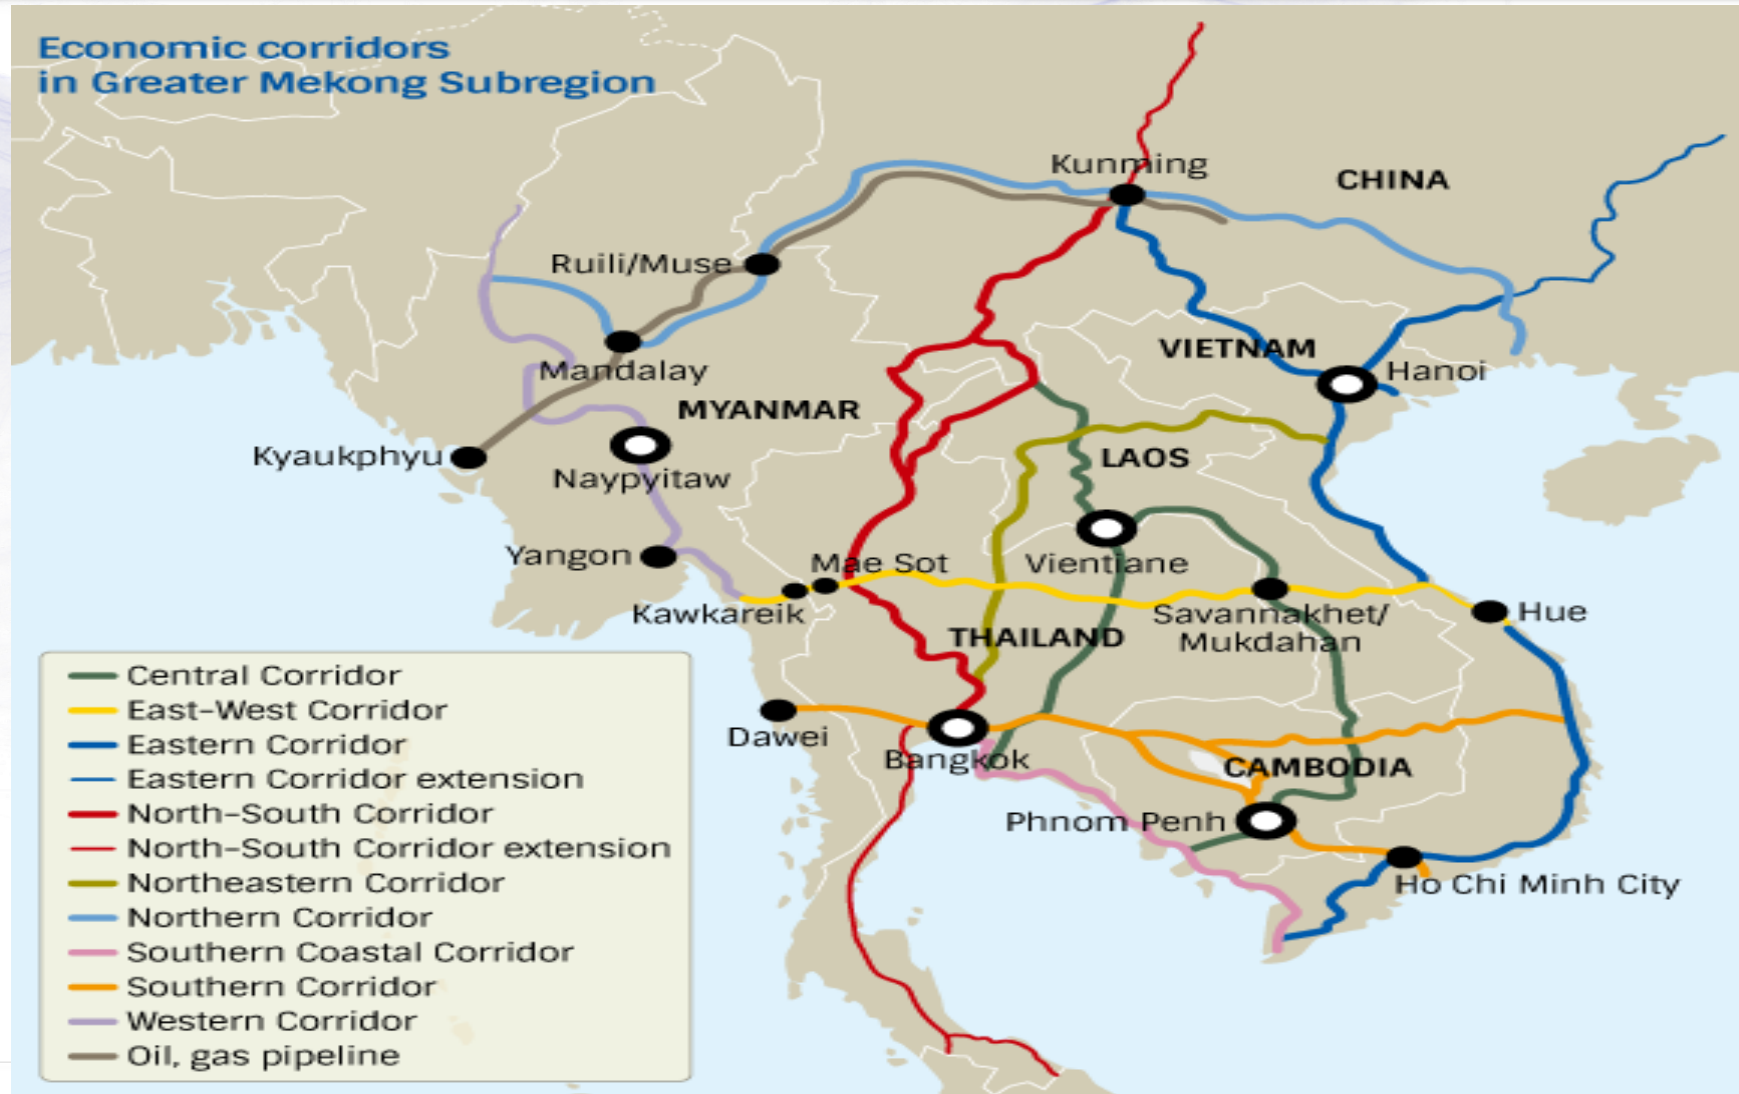 Economic corridors
in Greater Mekong Subregion
Kunming
CHINA
Ruili/Muse
VIETNAM
Hanoi
Mandalay
MYANMAR
Kyaukphyu
LAOS
Naypyitaw
Yangon
Mae Sot
Vientiane
Kawkareik
Savannakhet/
Mukdahan
Hue
THAILAND
Dawei
Bangkok
CAMBODIA
Phnom Penh
Ho Chi Minh City
Central Corridor
East-West Corridor
Eastern Corridor
Eastern Corridor extension
North-South Corridor
North-South Corridor extension
Northeastern Corridor
Northern Corridor
Southern Coastal Corridor
Southern Corridor
Western Corridor
Oil, gas pipeline